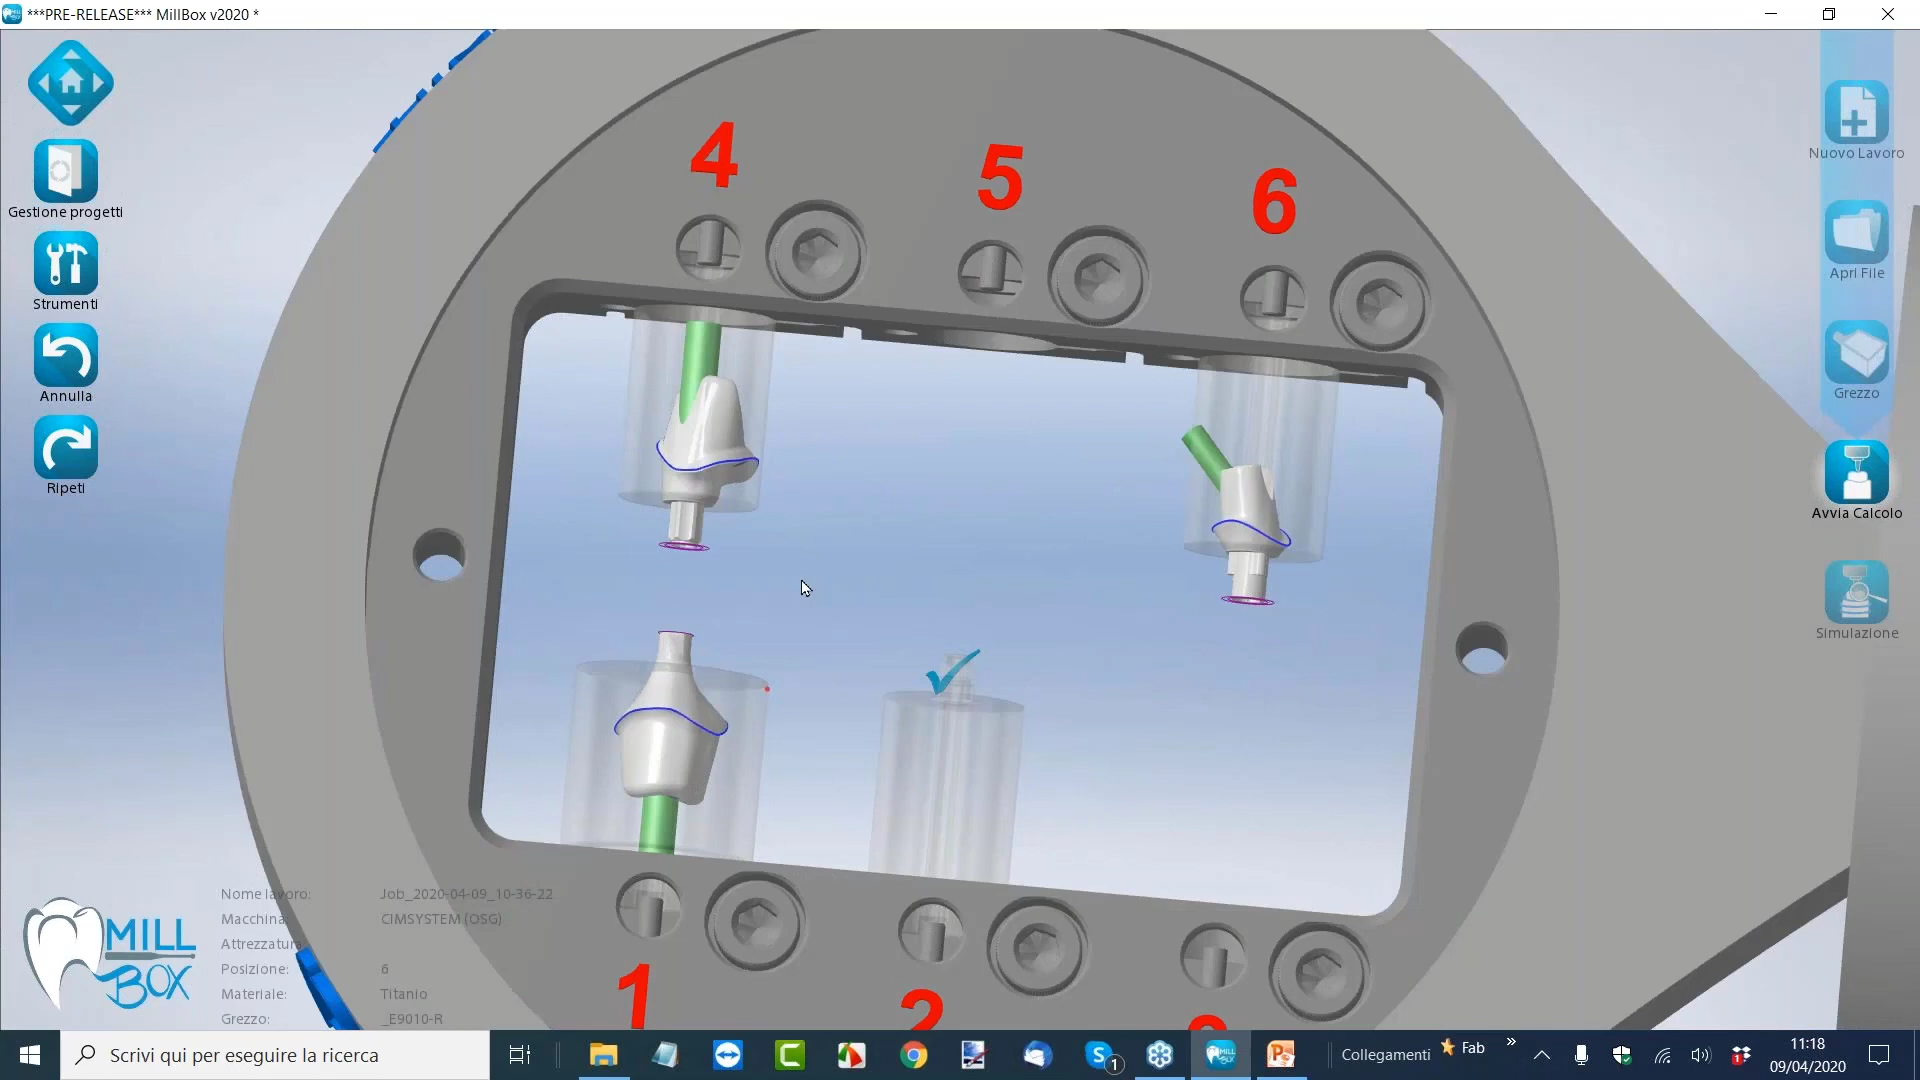 ***PRE-RELEASE*** MillBox v2020 *
Gestione progetti
Strumenti
Annulla
Ripeti
Nuovo Lavoro
Apri File
Grezzo
Avvia Calcolo
Simulazione
4
5
6
1
2
MILL
BOX
Nome lavoro: Job_2020-04-09_10-36-22
Macchina: CIMSYSTEM (OSG)
Attrezzatura
Posizione: 6
Materiale: Titanio
Grezzo: _E9010-R
Scrivi qui per eseguire la ricerca
1
Collegamenti
Fab
»
11:18
09/04/2020